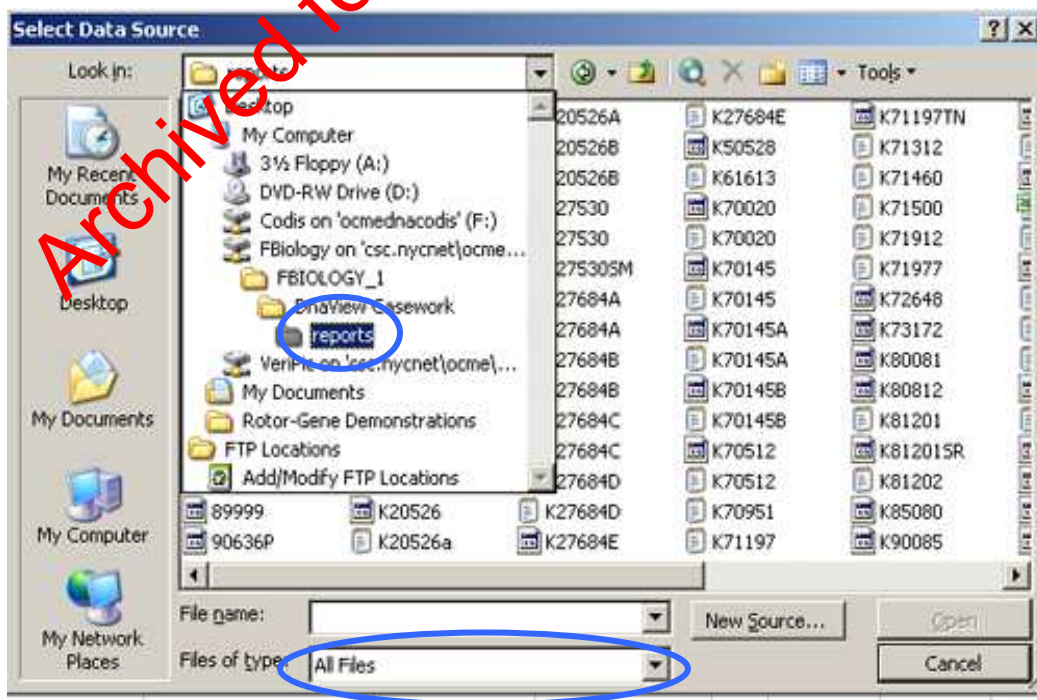 Select Data Source
Look in:
reports
Tools
My Recent Documents
Desktop
My Documents
My Computer
My Network Places
Desktop
My Computer
3½ Floppy (A:)
DVD-RW Drive (D:)
Codis on 'ocmednacodis' (F:)
FBiology on 'csc.nycnet\ocme...
FBIOLOGY_1
DnaView Casework
reports
VeriPic on 'csc.nycnet\ocme\...
My Documents
Rotor-Gene Demonstrations
FTP Locations
Add/Modify FTP Locations
89999
90636P
K20526
K20526a
20526A
20526B
20526B
27530
27530
27530SM
27684A
27684A
27684B
27684B
27684C
27684C
27684D
K27684D
K27684E
K27684E
K50528
K61613
K70020
K70020
K70145
K70145
K70145A
K70145A
K70145B
K70145B
K70512
K70512
K70951
K71197
K71197TN
K71312
K71460
K71500
K71912
K71977
K72648
K73172
K80081
K80812
K81201
K81201SR
K81202
K85080
K90085
File name:
New Source...
Open
Files of type:
All Files
Cancel
Archived